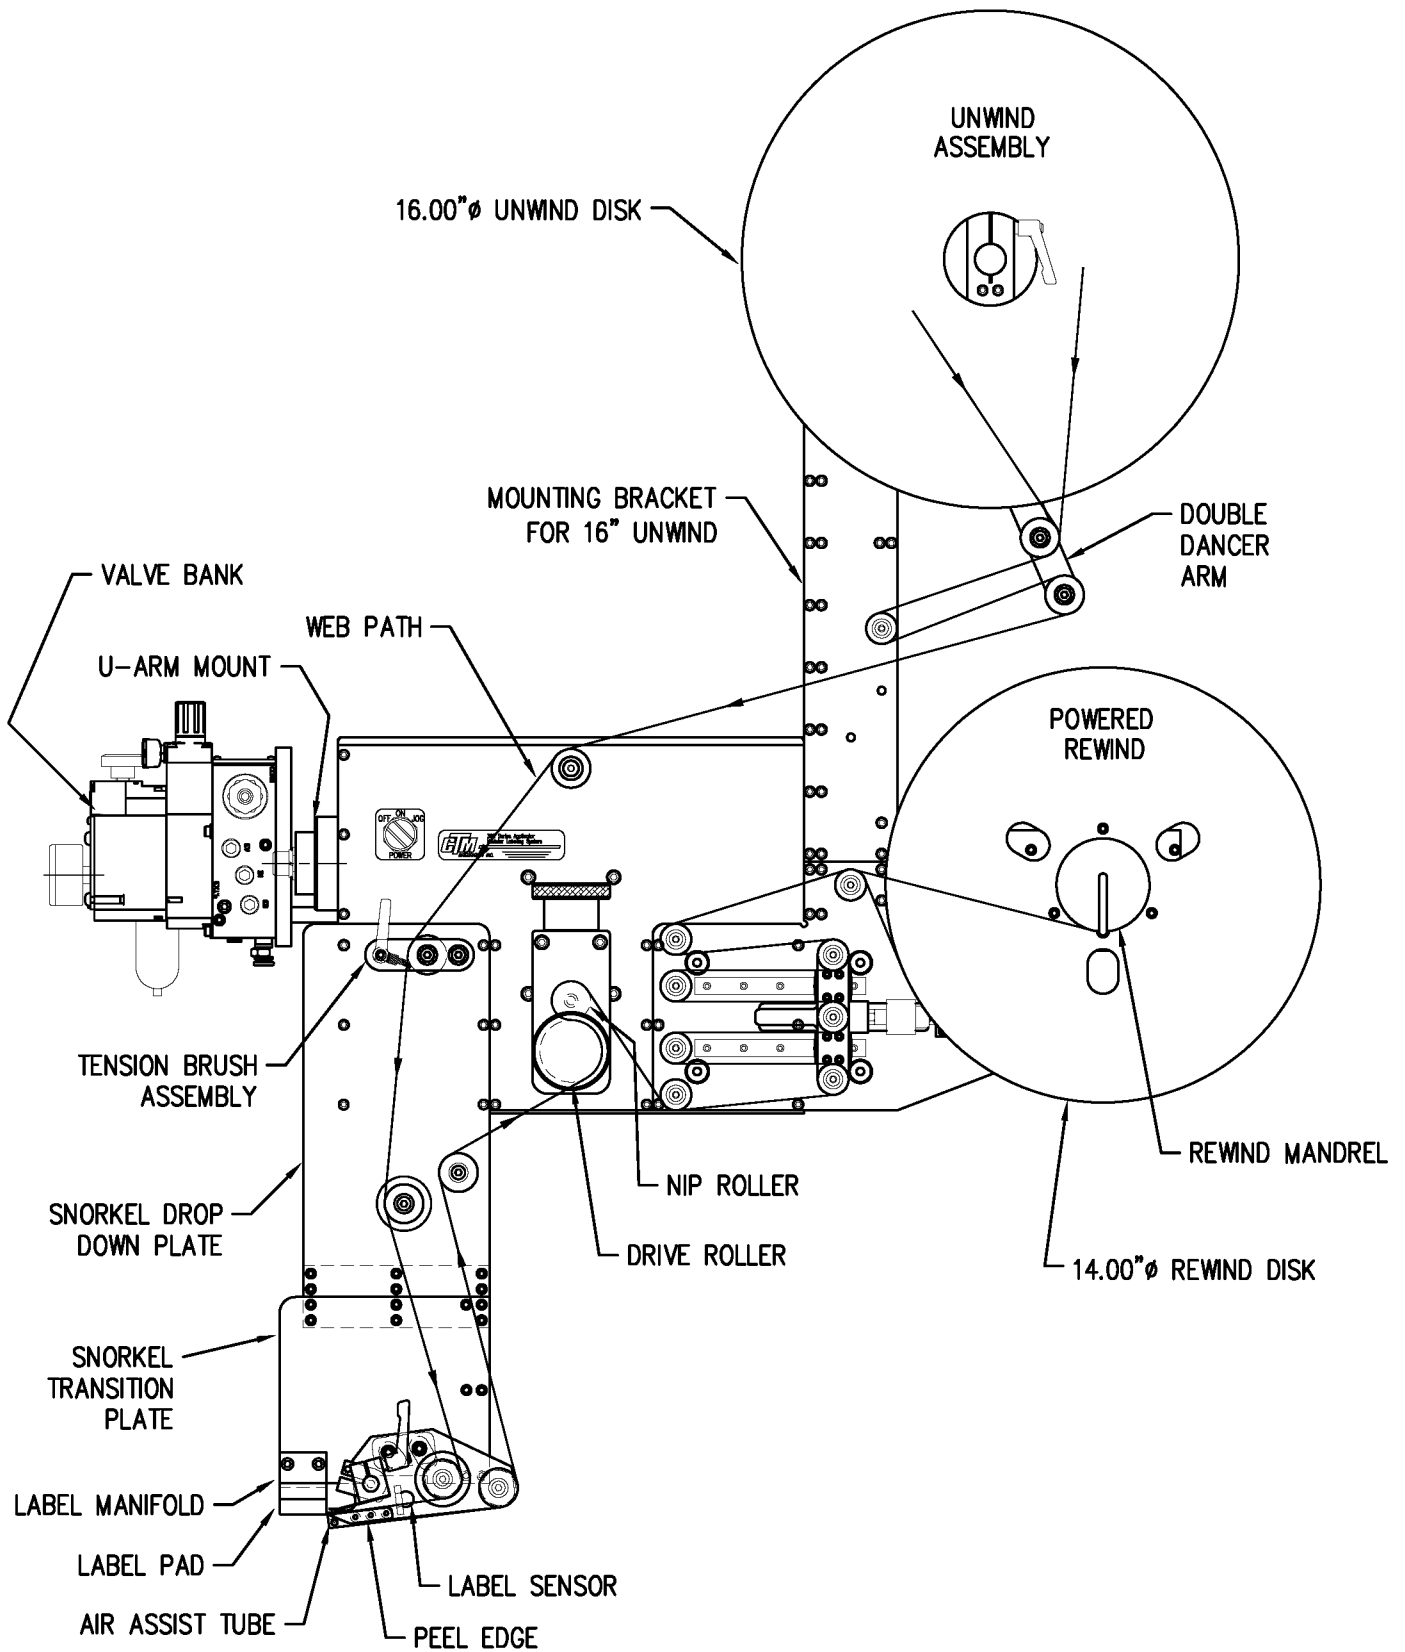 UNWIND
ASSEMBLY
16.00"ø UNWIND DISK
MOUNTING BRACKET
FOR 16" UNWIND
DOUBLE
DANCER
ARM
VALVE BANK
WEB PATH
U-ARM MOUNT
POWERED
REWIND
OFF ON JOG
POWER
CTM
TENSION BRUSH
ASSEMBLY
REWIND MANDREL
NIP ROLLER
SNORKEL DROP
DOWN PLATE
DRIVE ROLLER
14.00"ø REWIND DISK
SNORKEL
TRANSITION
PLATE
LABEL MANIFOLD
LABEL PAD
LABEL SENSOR
AIR ASSIST TUBE
PEEL EDGE